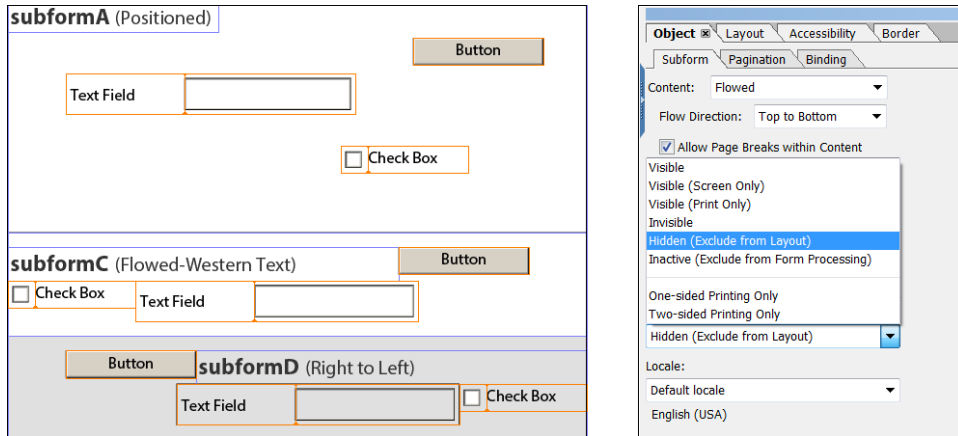 subformA (Positioned)
Button
Text Field
Check Box
subformC (Flowed-Western Text)
Button
Check Box
Text Field
Button
subformD (Right to Left)
Text Field
Check Box
Object Layout Accessibility Border
Subform Pagination Binding
Content: Flowed
Flow Direction: Top to Bottom
Allow Page Breaks within Content
Visible
Visible (Screen Only)
Visible (Print Only)
Invisible
Hidden (Exclude from Layout)
Inactive (Exclude from Form Processing)
One-sided Printing Only
Two-sided Printing Only
Hidden (Exclude from Layout)
Locale:
Default locale
English (USA)